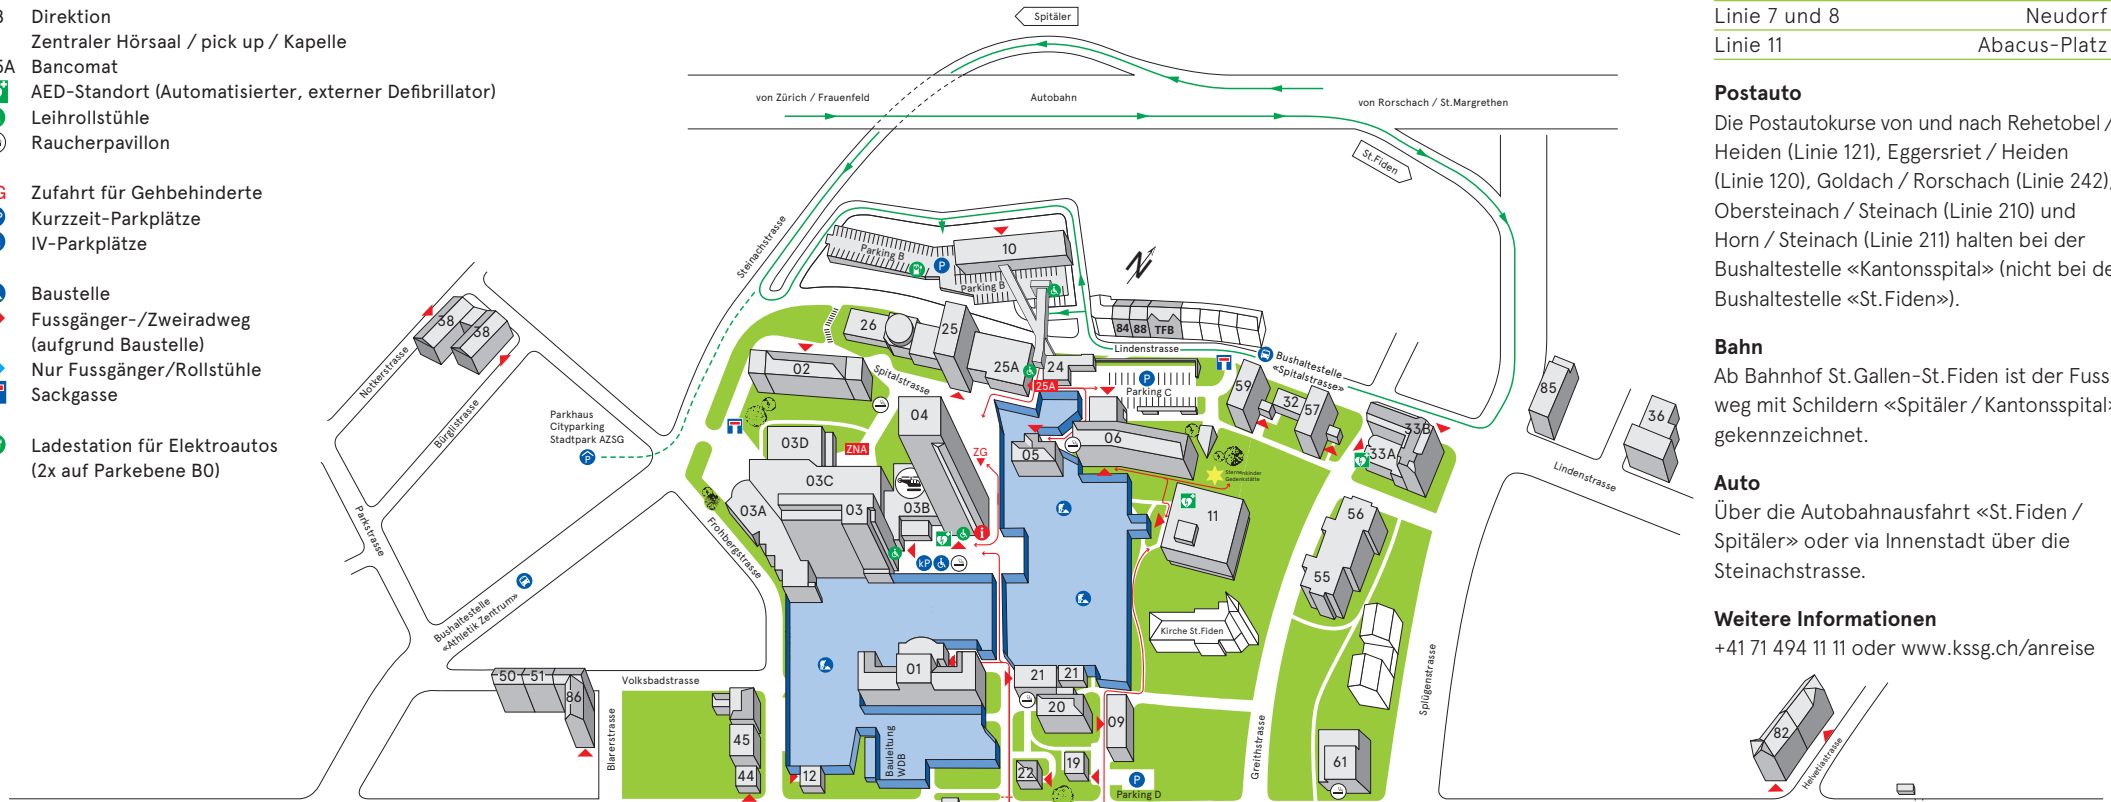 Direktion
Zentraler Hörsaal / pick up / Kapelle
Bancomat
AED-Standort (Automatisierter, externer Defibrillator)
Leihrollstühle
Raucherpavillon
Zufahrt für Gehbehinderte
Kurzzeit-Parkplätze
IV-Parkplätze
Baustelle
Fussgänger-/Zweiradweg
(aufgrund Baustelle)
Nur Fussgänger/Rollstühle
Sackgasse
Ladestation für Elektroautos
(2x auf Parkebene B0)
Spitäler
von Zürich / Frauenfeld
Autobahn
von Rorschach / St.Margrethen
St.Fiden
Steinachstrasse
N
Parking B
P
10
Parking B
84
88
TFB
Lindenstrasse
Bushaltestelle
«Spitalstrasse»
38
38
Notkerstrasse
Bürglistrasse
Parkstrasse
Parkhaus
Cityparking
Stadtpark AZSG
P
26
25
25A
24
25A
02
Spitalstrasse
P
Parking C
59
32
57
33B
33A
85
36
Lindenstrasse
04
03D
ZNA
03C
03A
03
03B
ZG
i
kP
05
06
Sternenkinder
Gedenkstätte
11
56
55
Frohbergstrasse
Bushaltestelle
«Athletik Zentrum»
Kirche St.Fiden
50
51
86
Volksbadstrasse
Blarerstrasse
45
44
12
01
Bauleitung
WDB
21
21
20
09
22
19
P
Parking D
Greithstrasse
Splügenstrasse
61
82
Helvetiastrasse
Linie 7 und 8 Neudorf
Linie 11 Abacus-Platz
Postauto
Die Postautokurse von und nach Rehetobel /
Heiden (Linie 121), Eggersriet / Heiden
(Linie 120), Goldach / Rorschach (Linie 242),
Obersteinach / Steinach (Linie 210) und
Horn / Steinach (Linie 211) halten bei der
Bushaltestelle «Kantonsspital» (nicht bei de
Bushaltestelle «St.Fiden»).
Bahn
Ab Bahnhof St.Gallen-St.Fiden ist der Fuss
weg mit Schildern «Spitäler / Kantonsspital»
gekennzeichnet.
Auto
Über die Autobahnausfahrt «St.Fiden /
Spitäler» oder via Innenstadt über die
Steinachstrasse.
Weitere Informationen
+41 71 494 11 11 oder www.kssg.ch/anreise